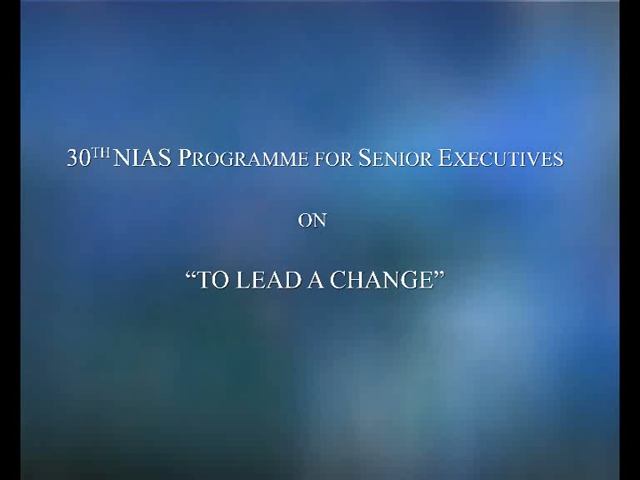 30TH NIAS PROGRAMME FOR SENIOR EXECUTIVES
ON
“TO LEAD A CHANGE”